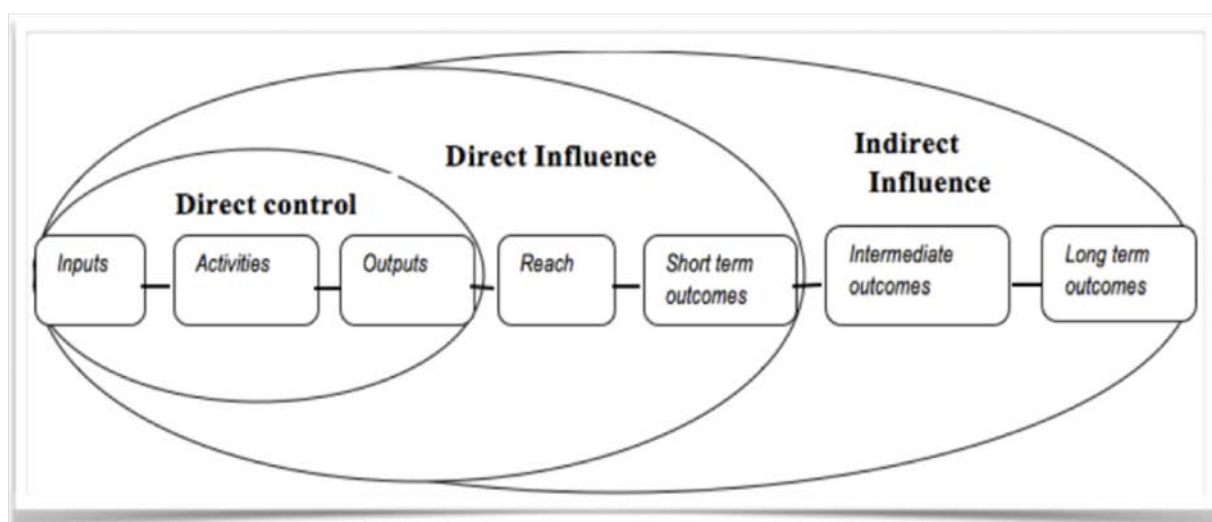 Direct Influence
Indirect
Influence
Direct control
Inputs
Activities
Outputs
Reach
Short term
outcomes
Intermediate
outcomes
Long term
outcomes